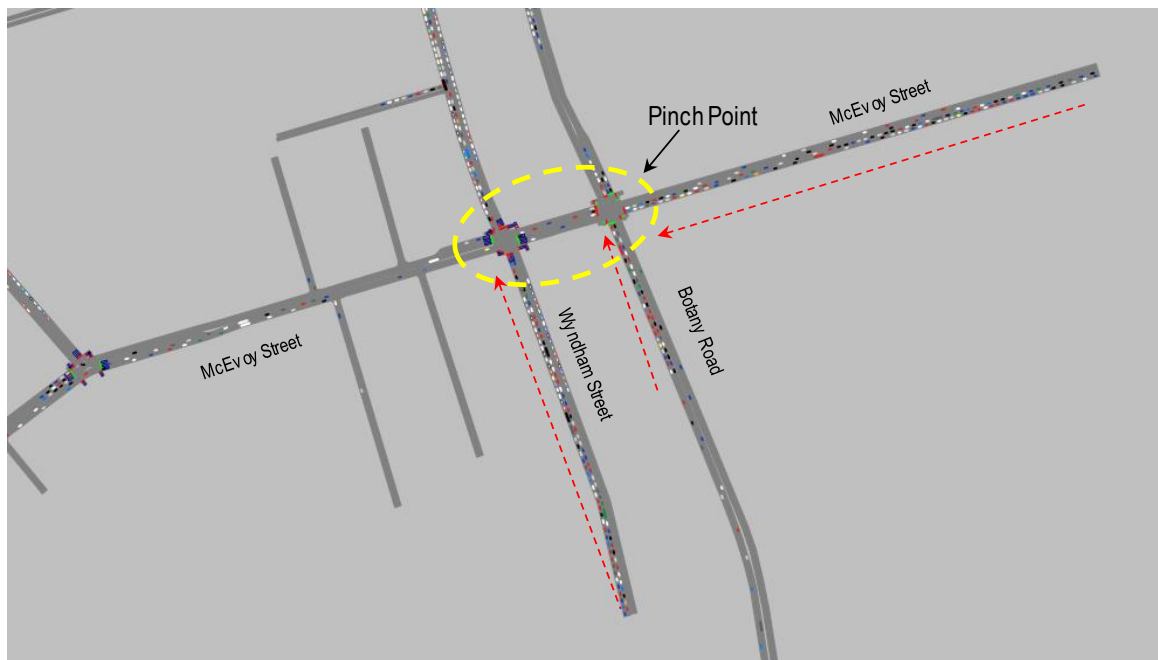 McEvoy Street
Pinch Point
McEvoy Street
Wyndham Street
Botany Road